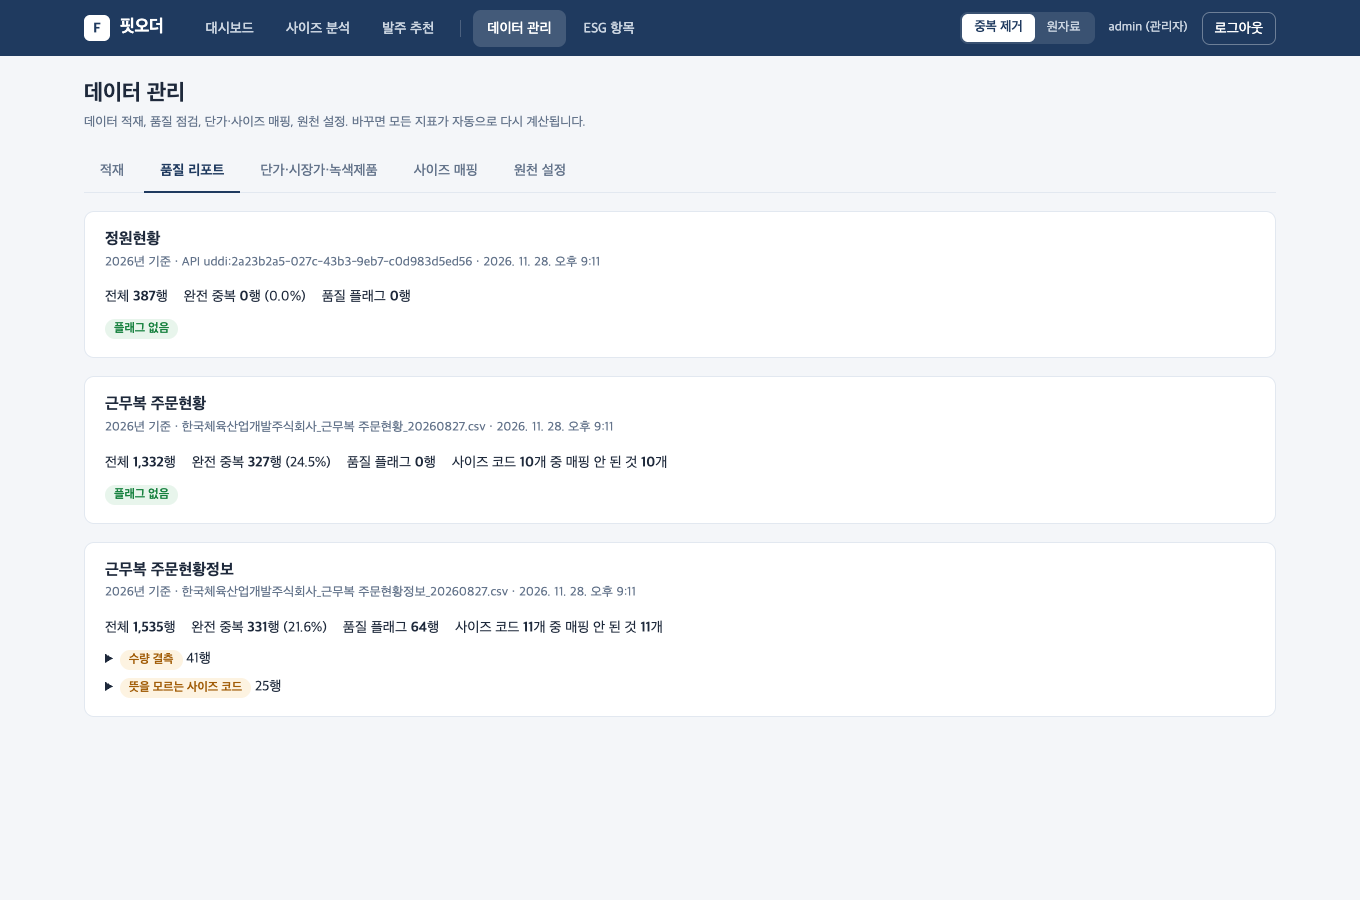 F 핏오더 대시보드 사이즈 분석 발주 추천 데이터 관리 ESG 항목 중복 제거 원자료 admin (관리자) 로그아웃
데이터 관리
데이터 적재, 품질 점검, 단가·사이즈 매핑, 원천 설정. 바꾸면 모든 지표가 자동으로 다시 계산됩니다.
적재 품질 리포트 단가·시장가·녹색제품 사이즈 매핑 원천 설정
정원현황
2026년 기준 · API uddi:2a23b2a5-027c-43b3-9eb7-c0d983d5ed56 · 2026. 11. 28. 오후 9:11
전체 387행 완전 중복 0행 (0.0%) 품질 플래그 0행
플래그 없음
근무복 주문현황
2026년 기준 · 한국체육산업개발주식회사_근무복 주문현황_20260827.csv · 2026. 11. 28. 오후 9:11
전체 1,332행 완전 중복 327행 (24.5%) 품질 플래그 0행 사이즈 코드 10개 중 매핑 안 된 것 10개
플래그 없음
근무복 주문현황정보
2026년 기준 · 한국체육산업개발주식회사_근무복 주문현황정보_20260827.csv · 2026. 11. 28. 오후 9:11
전체 1,535행 완전 중복 331행 (21.6%) 품질 플래그 64행 사이즈 코드 11개 중 매핑 안 된 것 11개
▶ 수량 결측 41행
▶ 뜻을 모르는 사이즈 코드 25행